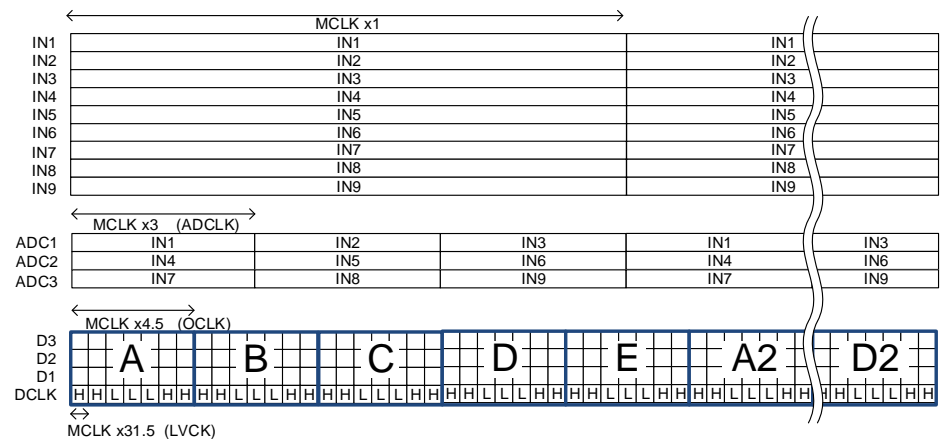 MCLK x1
IN1 IN1 IN1
IN2 IN2 IN2
IN3 IN3 IN3
IN4 IN4 IN4
IN5 IN5 IN5
IN6 IN6 IN6
IN7 IN7 IN7
IN8 IN8 IN8
IN9 IN9 IN9
MCLK x3 (ADCLK)
ADC1 IN1 IN2 IN3 IN1 IN3
ADC2 IN4 IN5 IN6 IN4 IN6
ADC3 IN7 IN8 IN9 IN7 IN9
MCLK x4.5 (OCLK)
D3
D2 A B C D E A2 D2
D1
DCLK H H L L L H H H H L L L H H H H L L L H H H H L L L H H H H L L L H H H H L L L H H H H L L L H H
MCLK x31.5 (LVCK)